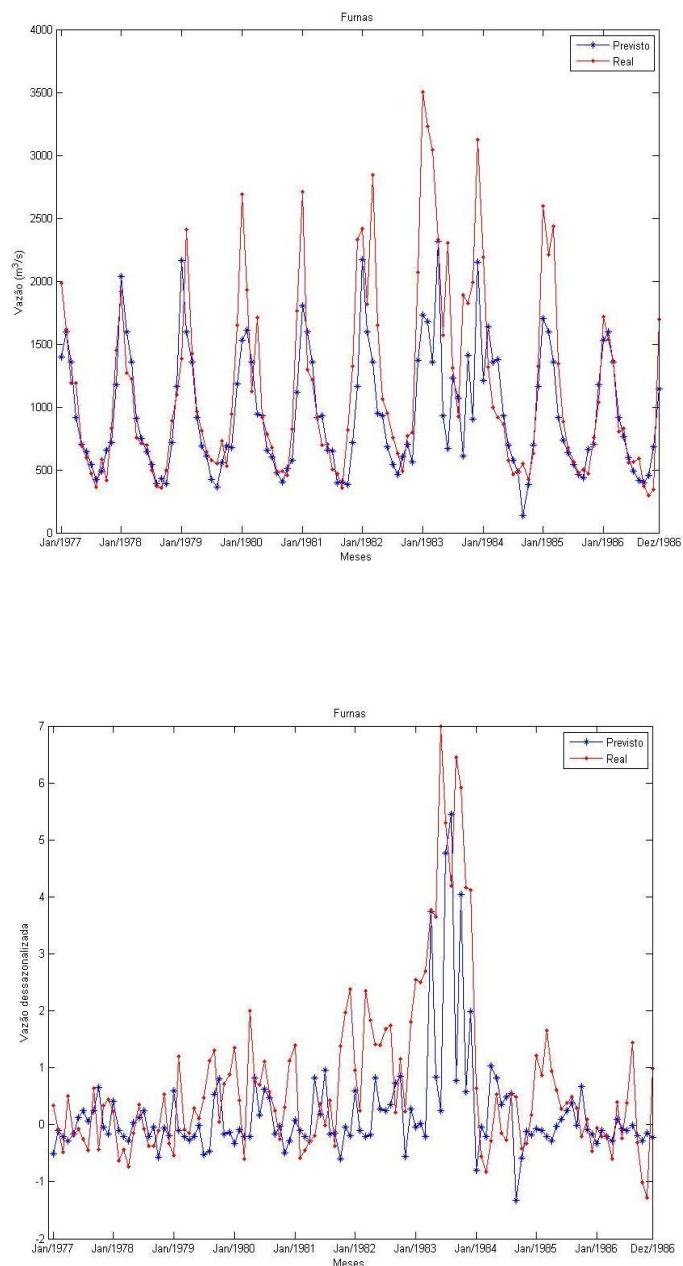 Furnas
4000
3500
3000
2500
2000
1500
1000
500
0
Vazão (m³/s)
Previsto
Real
Jan/1977 Jan/1978 Jan/1979 Jan/1980 Jan/1981 Jan/1982 Jan/1983 Jan/1984 Jan/1985 Jan/1986 Dez/1986
Meses
Furnas
7
6
5
4
3
2
1
0
-1
-2
Vazão dessazonalizada
Previsto
Real
Jan/1977 Jan/1978 Jan/1979 Jan/1980 Jan/1981 Jan/1982 Jan/1983 Jan/1984 Jan/1985 Jan/1986 Dez/1986
Meses